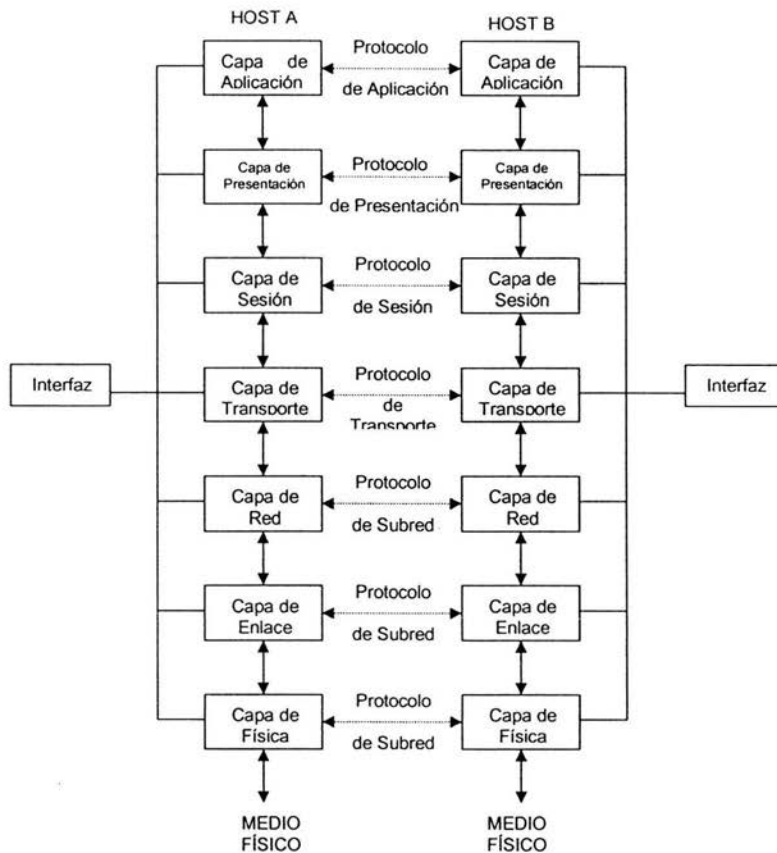 HOST A
HOST B
Capa de
Aplicación
Protocolo
de Aplicación
Capa de
Aplicación
Capa de
Presentación
Protocolo
de Presentación
Capa de
Presentación
Capa de
Sesión
Protocolo
de Sesión
Capa de
Sesión
Interfaz
Capa de
Transporte
Protocolo
de
Transporte
Capa de
Transporte
Interfaz
Capa de
Red
Protocolo
de Subred
Capa de
Red
Capa de
Enlace
Protocolo
de Subred
Capa de
Enlace
Capa de
Física
Protocolo
de Subred
Capa de
Física
MEDIO
FÍSICO
MEDIO
FÍSICO